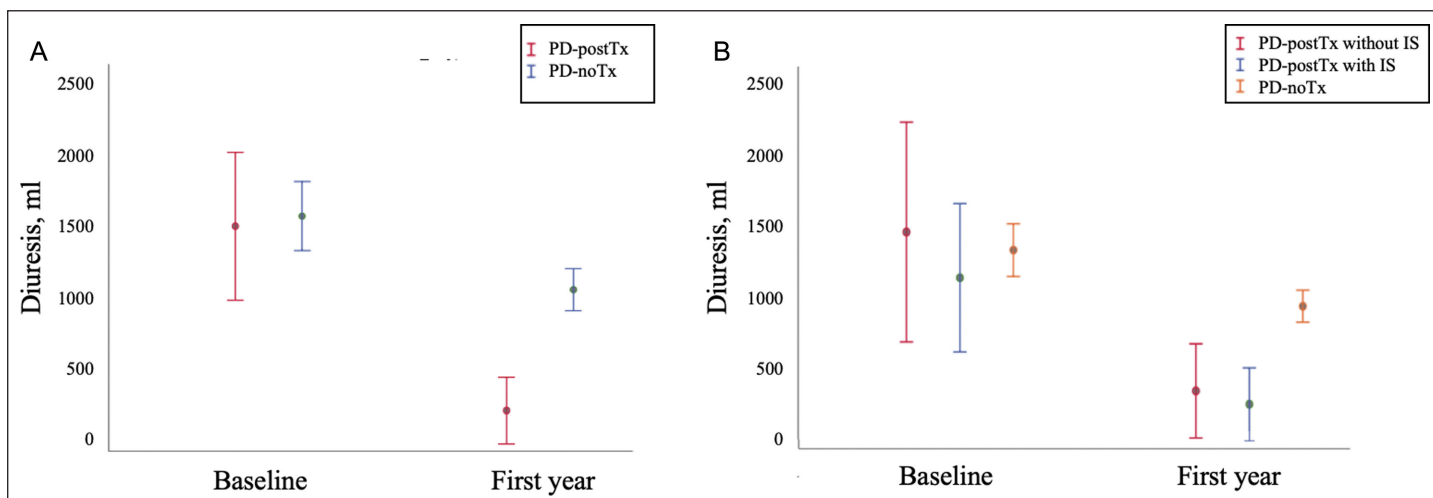 A
PD-postTx
PD-noTx
2500
2000
1500
1000
500
0
Diuresis, ml
Baseline First year
B
PD-postTx without IS
PD-postTx with IS
PD-noTx
2500
2000
1500
1000
500
0
Diuresis, ml
Baseline First year